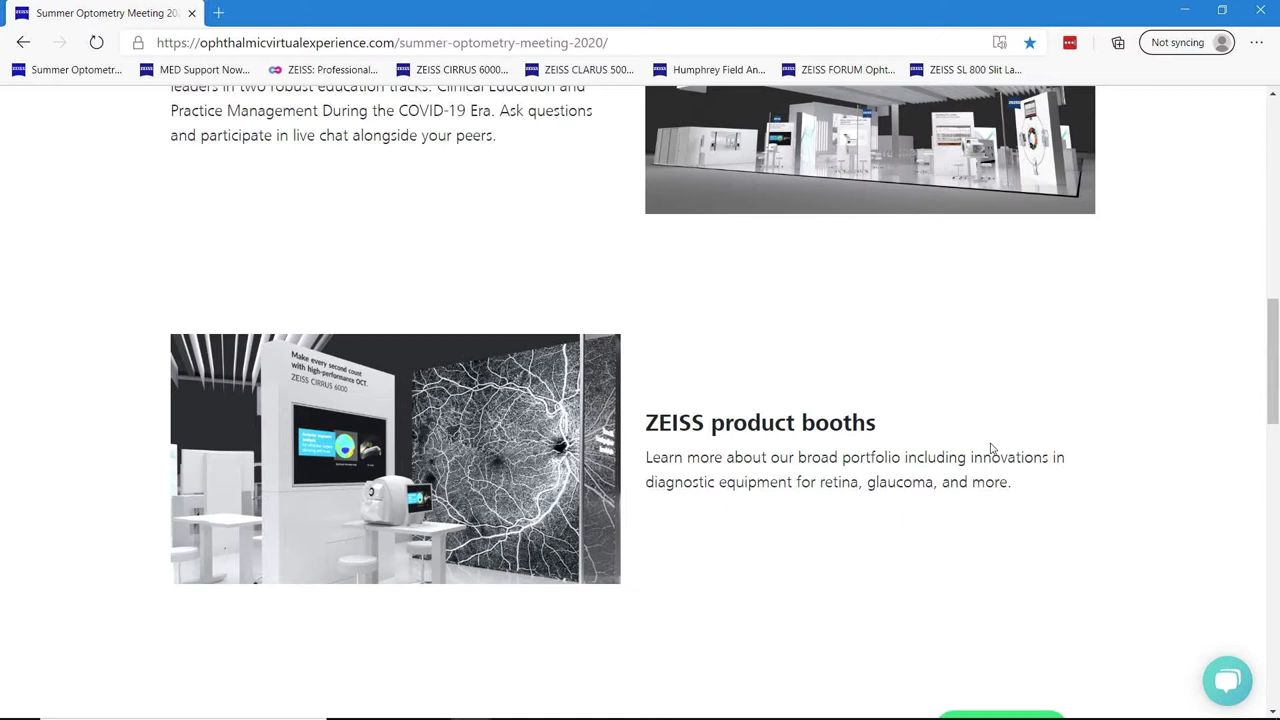 Summer Optometry Meeting 20
https://ophthalmicvirtualexperience.com/summer-optometry-meeting-2020/
Not syncing
Summer Optometr...
MED Support Now...
ZEISS: Professional...
ZEISS CIRRUS 6000...
ZEISS CLARUS 500...
Humphrey Field An...
ZEISS FORUM Opht...
ZEISS SL 800 Slit La...
leaders in two robust education tracks: Clinical Education and
Practice Management During the COVID-19 Era. Ask questions
and participate in live chat alongside your peers.
Make every second count
with high-performance OCT.
ZEISS CIRRUS 6000
ZEISS product booths
Learn more about our broad portfolio including innovations in
diagnostic equipment for retina, glaucoma, and more.